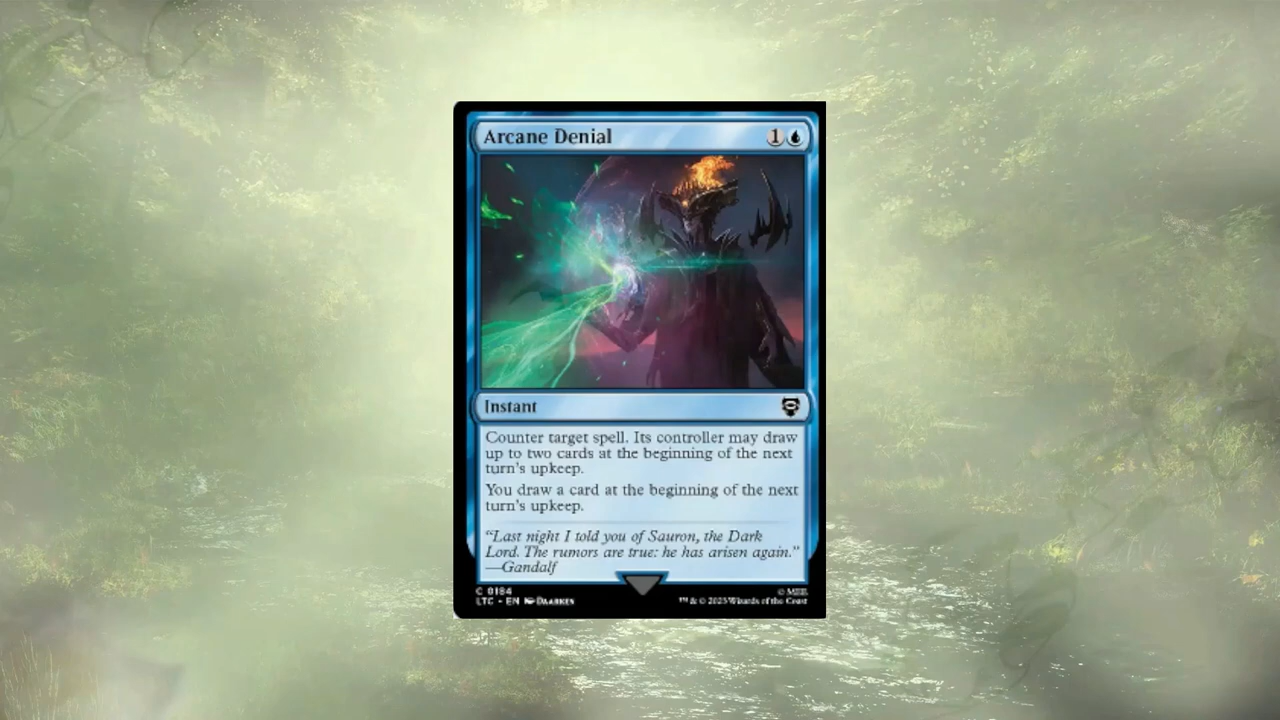 Arcane Denial 1
Instant
Counter target spell. Its controller may draw
up to two cards at the beginning of the next
turn's upkeep.
You draw a card at the beginning of the next
turn's upkeep.
“Last night I told you of Sauron, the Dark
Lord. The rumors are true: he has arisen again.”
—Gandalf
C 0184 © MEE
LTC • EN DAARKEN ™ & © 2023 Wizards of the Coast